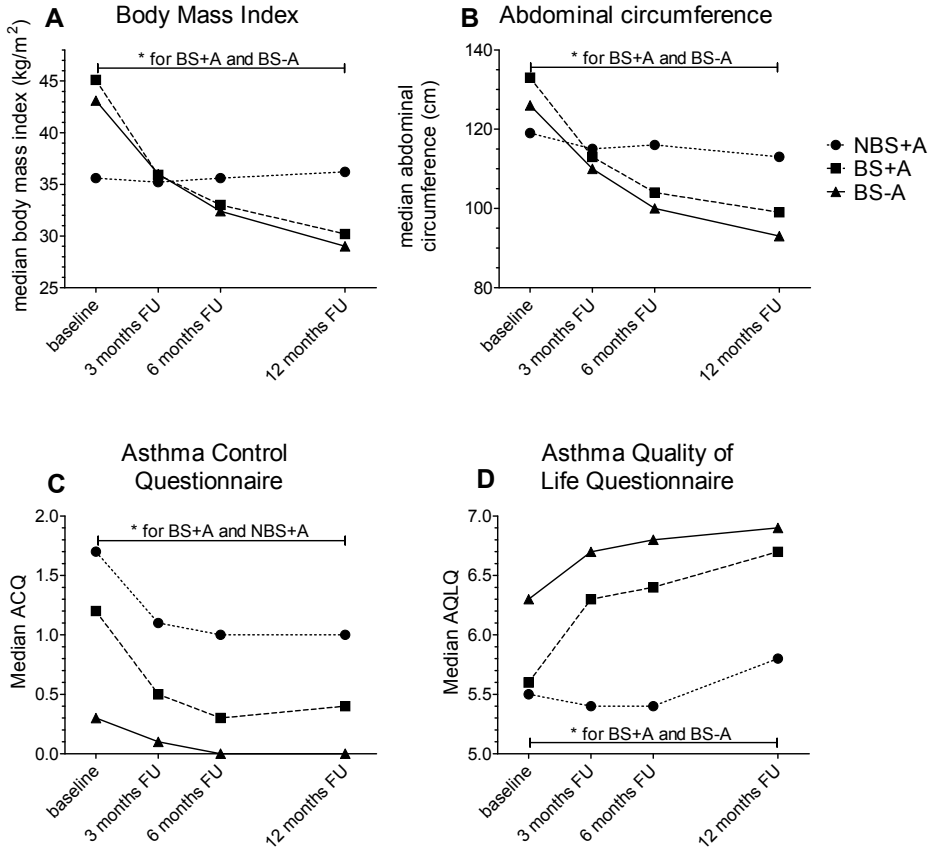 A Body Mass Index
median body mass index (kg/m²)
45
40
35
30
25
* for BS+A and BS-A
baseline
3 months FU
6 months FU
12 months FU
B Abdominal circumference
median abdominal
circumference (cm)
140
120
100
80
* for BS+A and BS-A
baseline
3 months FU
6 months FU
12 months FU
NBS+A
BS+A
BS-A
C Asthma Control
Questionnaire
Median ACQ
2.0
1.5
1.0
0.5
0.0
* for BS+A and NBS+A
baseline
3 months FU
6 months FU
12 months FU
D Asthma Quality of
Life Questionnaire
Median AQLQ
7.0
6.5
6.0
5.5
5.0
* for BS+A and BS-A
baseline
3 months FU
6 months FU
12 months FU